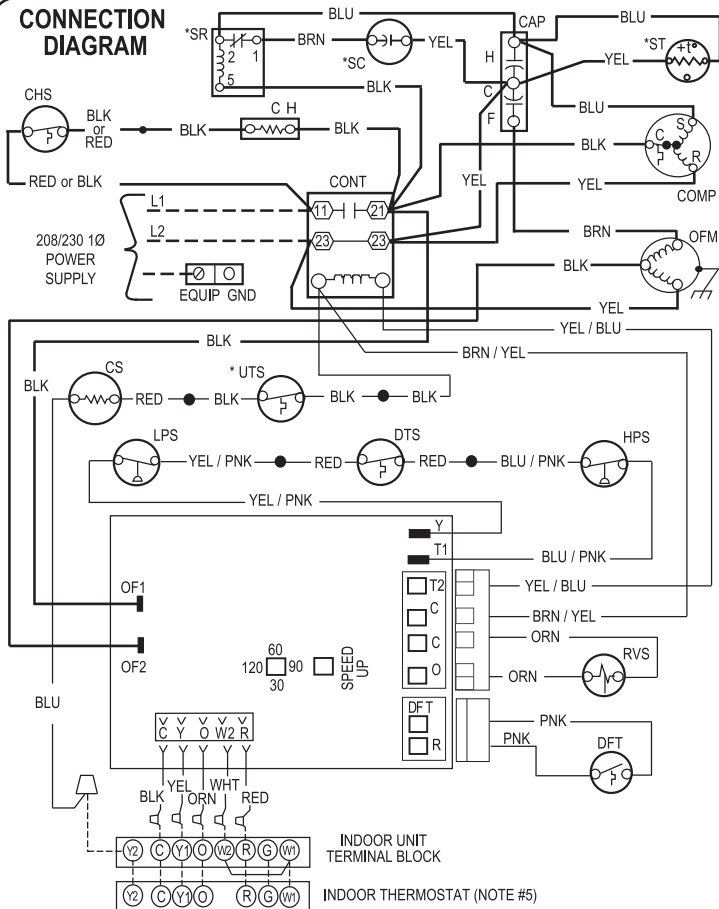 CONNECTION
DIAGRAM
*SR
BLU
CAP
BLU
2 1
BRN
*SC
YEL
H
*ST
+t°
YEL
5
C
BLK
CHS
BLK
or
RED
BLK
C H
BLK
F
BLU
S
C
BLK
R
RED or BLK
CONT
YEL
YEL
COMP
L1
11 21
L2
23 23
BRN
OFM
208/230 1Ø
POWER
SUPPLY
BLK
EQUIP GND
YEL
YEL / BLU
BLK
BRN / YEL
BLK
CS
* UTS
RED
BLK
BLK
BLK
LPS
DTS
HPS
YEL / PNK
RED
RED
BLU / PNK
YEL / PNK
Y
T1
BLU / PNK
OF1
T2
YEL / BLU
C
BRN / YEL
C
ORN
RVS
OF2
60
120 90
30
SPEED
UP
O
ORN
BLU
DFT
PNK
R
PNK
DFT
C Y O W2 R
BLK YEL ORN WHT RED
Y2 C Y1 O W2 R G W1
INDOOR UNIT
TERMINAL BLOCK
Y2 C Y1 O R G W1
INDOOR THERMOSTAT (NOTE #5)